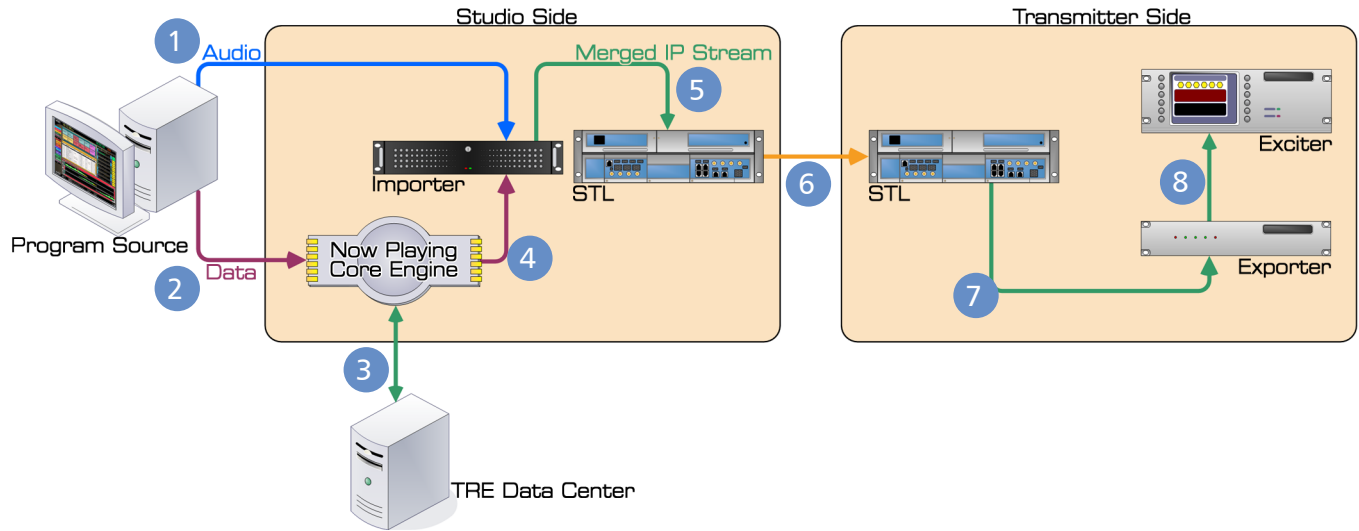 Studio Side
Transmitter Side
1
Audio
Merged IP Stream
5
Exciter
Importer
STL
6
STL
8
Program Source
Now Playing
Core Engine
4
Exporter
2
Data
7
3
TRE Data Center